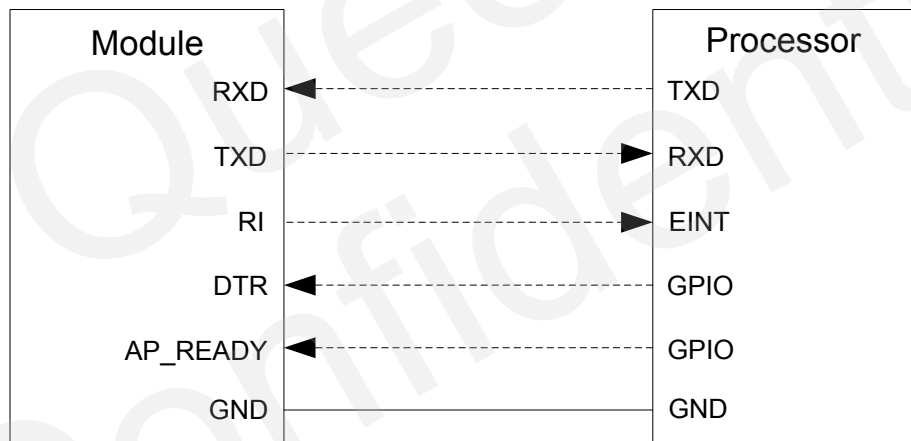 Module
Processor
RXD
TXD
TXD
RXD
RI
EINT
DTR
GPIO
AP_READY
GPIO
GND
GND